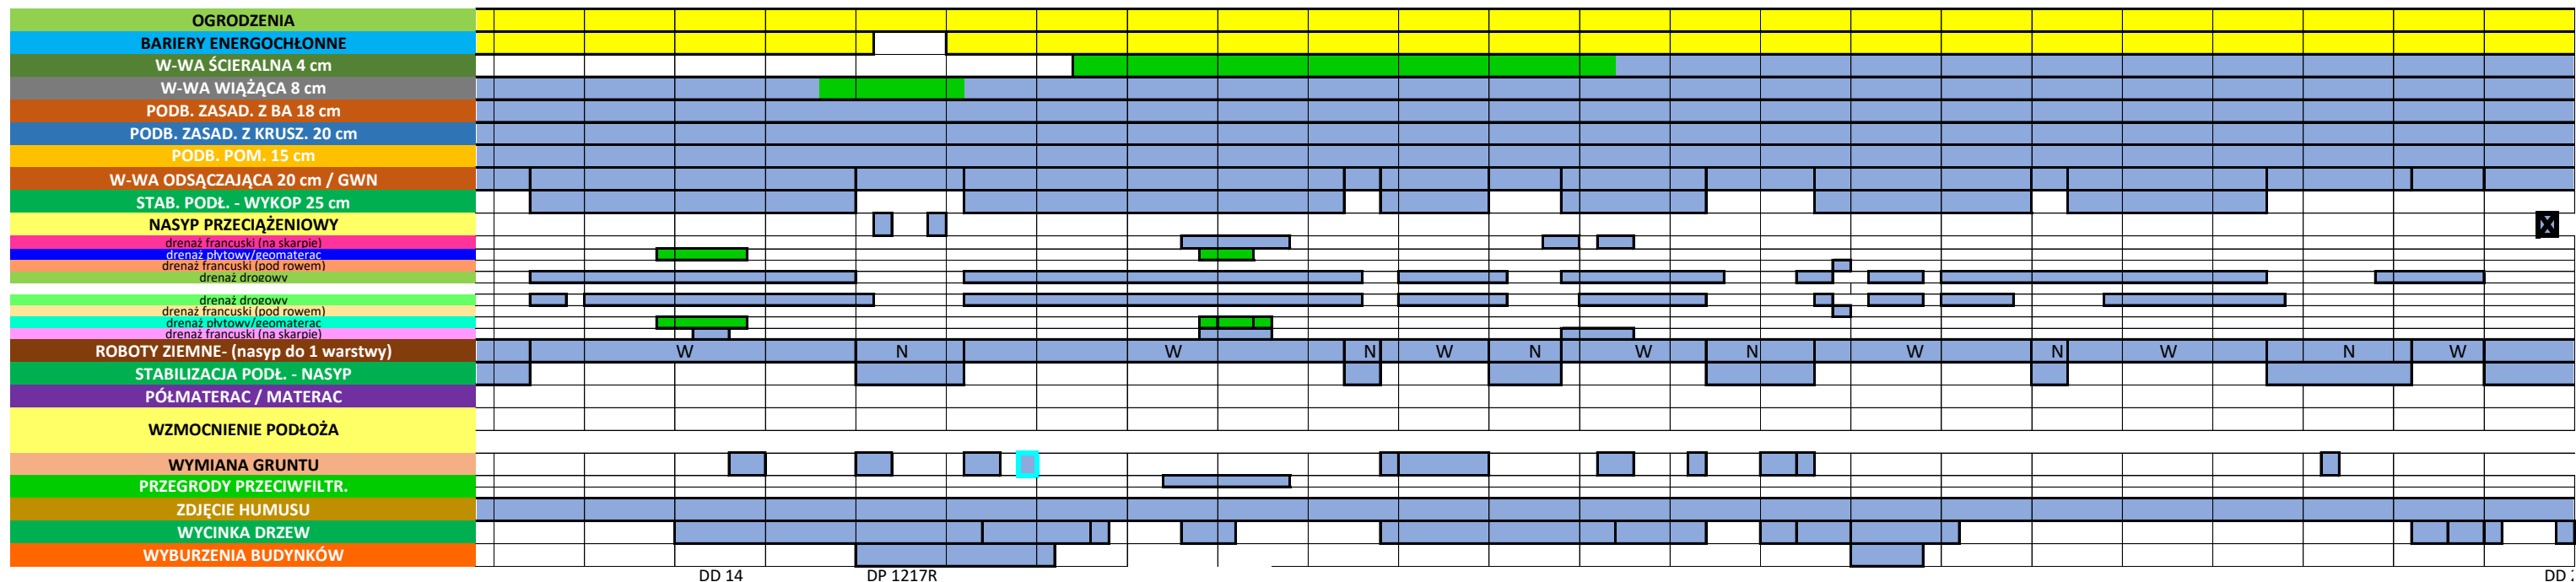 OGRODZENIA
BARIERY ENERGOCHŁONNE
W-WA ŚCIERALNA 4 cm
W-WA WIĄŻĄCA 8 cm
PODB. ZASAD. Z BA 18 cm
PODB. ZASAD. Z KRUSZ. 20 cm
PODB. POM. 15 cm
W-WA ODSĄCZAJĄCA 20 cm / GWN
STAB. PODŁ. - WYKOP 25 cm
NASYP PRZECIĄŻENIOWY
drenaż francuski (na skarpie)
drenaż płytowy/geomaterac
drenaż francuski (pod rowem)
drenaż drogowy
drenaż drogowy
drenaż francuski (pod rowem)
drenaż płytowy/geomaterac
drenaż francuski (na skarpie)
ROBOTY ZIEMNE- (nasyp do 1 warstwy) W N W N W N W N W N W N W
STABILIZACJA PODŁ. - NASYP
PÓŁMATERAC / MATERAC
WZMOCNIENIE PODŁOŻA
WYMIANA GRUNTU
PRZEGRODY PRZECIWFILTR.
ZDJĘCIE HUMUSU
WYCINKA DRZEW
WYBURZENIA BUDYNKÓW
DD 14 DP 1217R DD